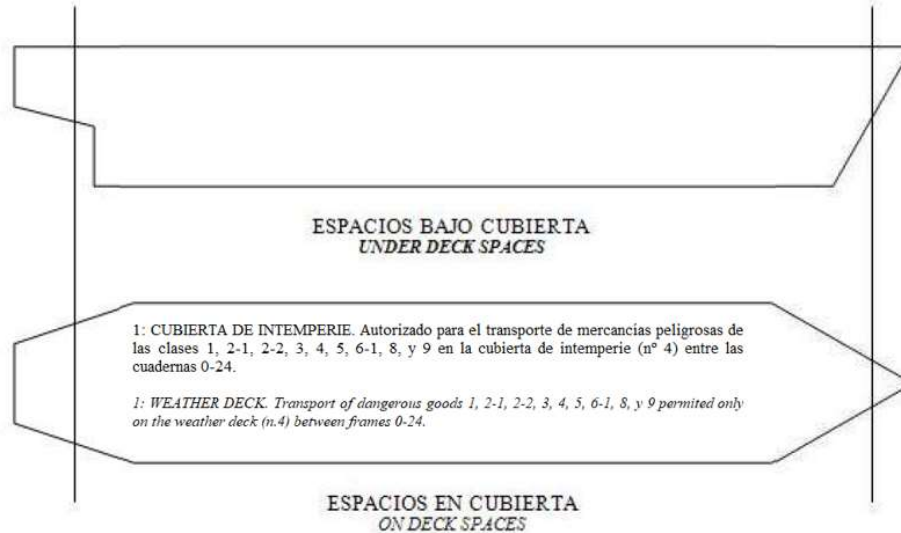 ESPACIOS BAJO CUBIERTA
UNDER DECK SPACES
1: CUBIERTA DE INTEMPERIE. Autorizado para el transporte de mercancías peligrosas de
las clases 1, 2-1, 2-2, 3, 4, 5, 6-1, 8, y 9 en la cubierta de intemperie (nº 4) entre las
cuadernas 0-24.
1: WEATHER DECK. Transport of dangerous goods 1, 2-1, 2-2, 3, 4, 5, 6-1, 8, y 9 permited only
on the weather deck (n.4) between frames 0-24.
ESPACIOS EN CUBIERTA
ON DECK SPACES